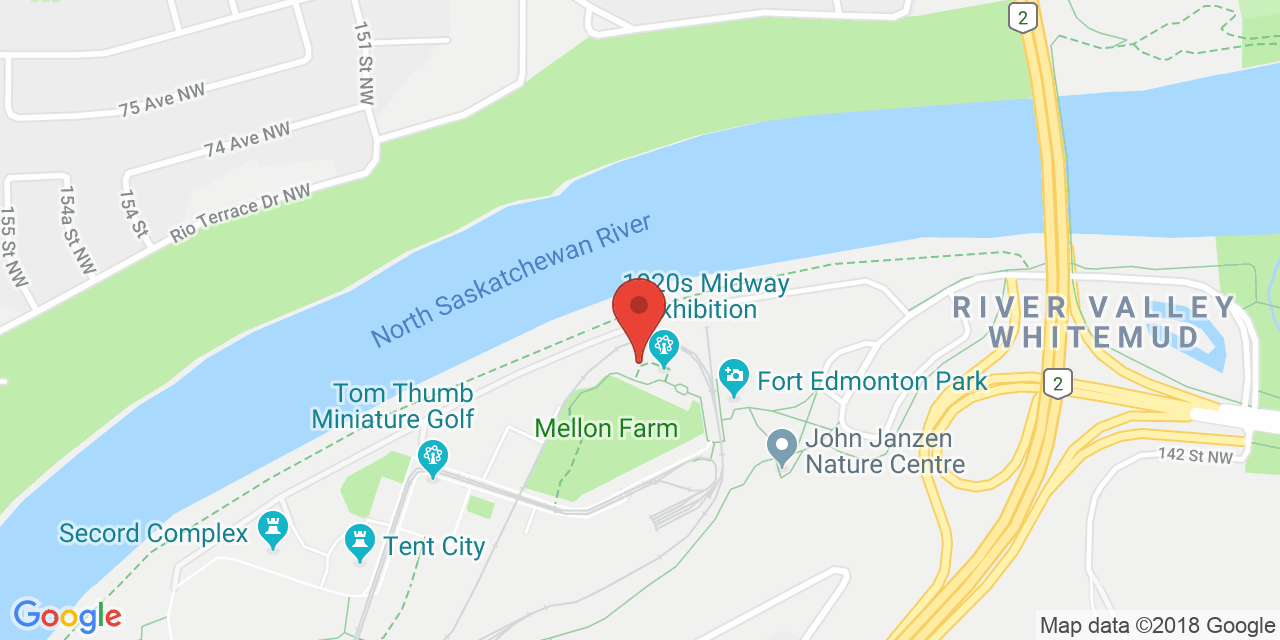 2
151 St NW
75 Ave NW
74 Ave NW
154a St NW
154 St
155 St NW
Rio Terrace Dr NW
North Saskatchewan River
Midway
RIVER VALLEY
WHITEMUD
2
Tom Thumb
Miniature Golf
Fort Edmonton Park
Mellon Farm
John Janzen
Nature Centre
142 St NW
Secord Complex
Tent City
Google
Map data ©2018 Google